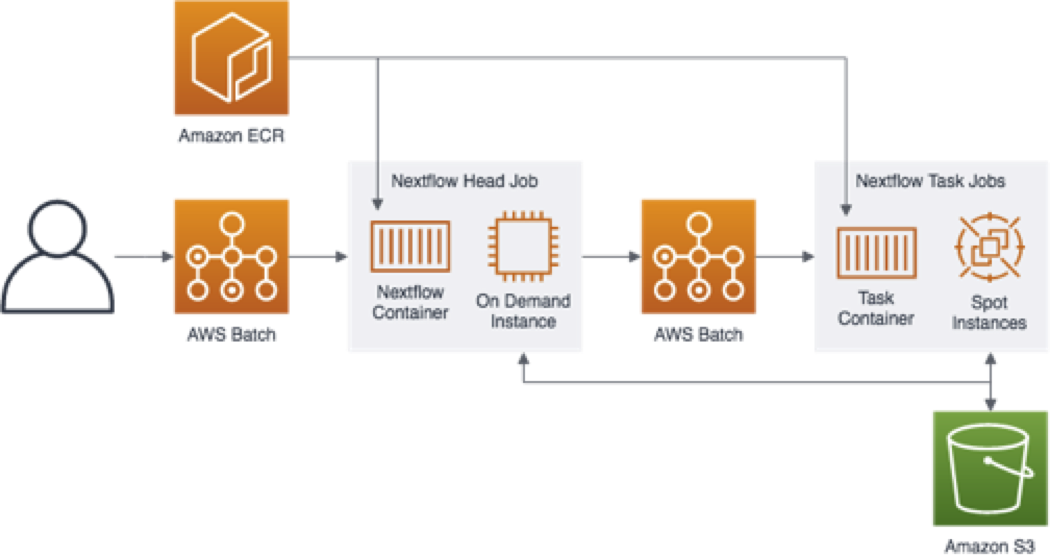 Amazon ECR
Nextflow Head Job
Nextflow Task Jobs
Nextflow
Container
On Demand
Instance
Task
Container
Spot
Instances
AWS Batch
AWS Batch
Amazon S3